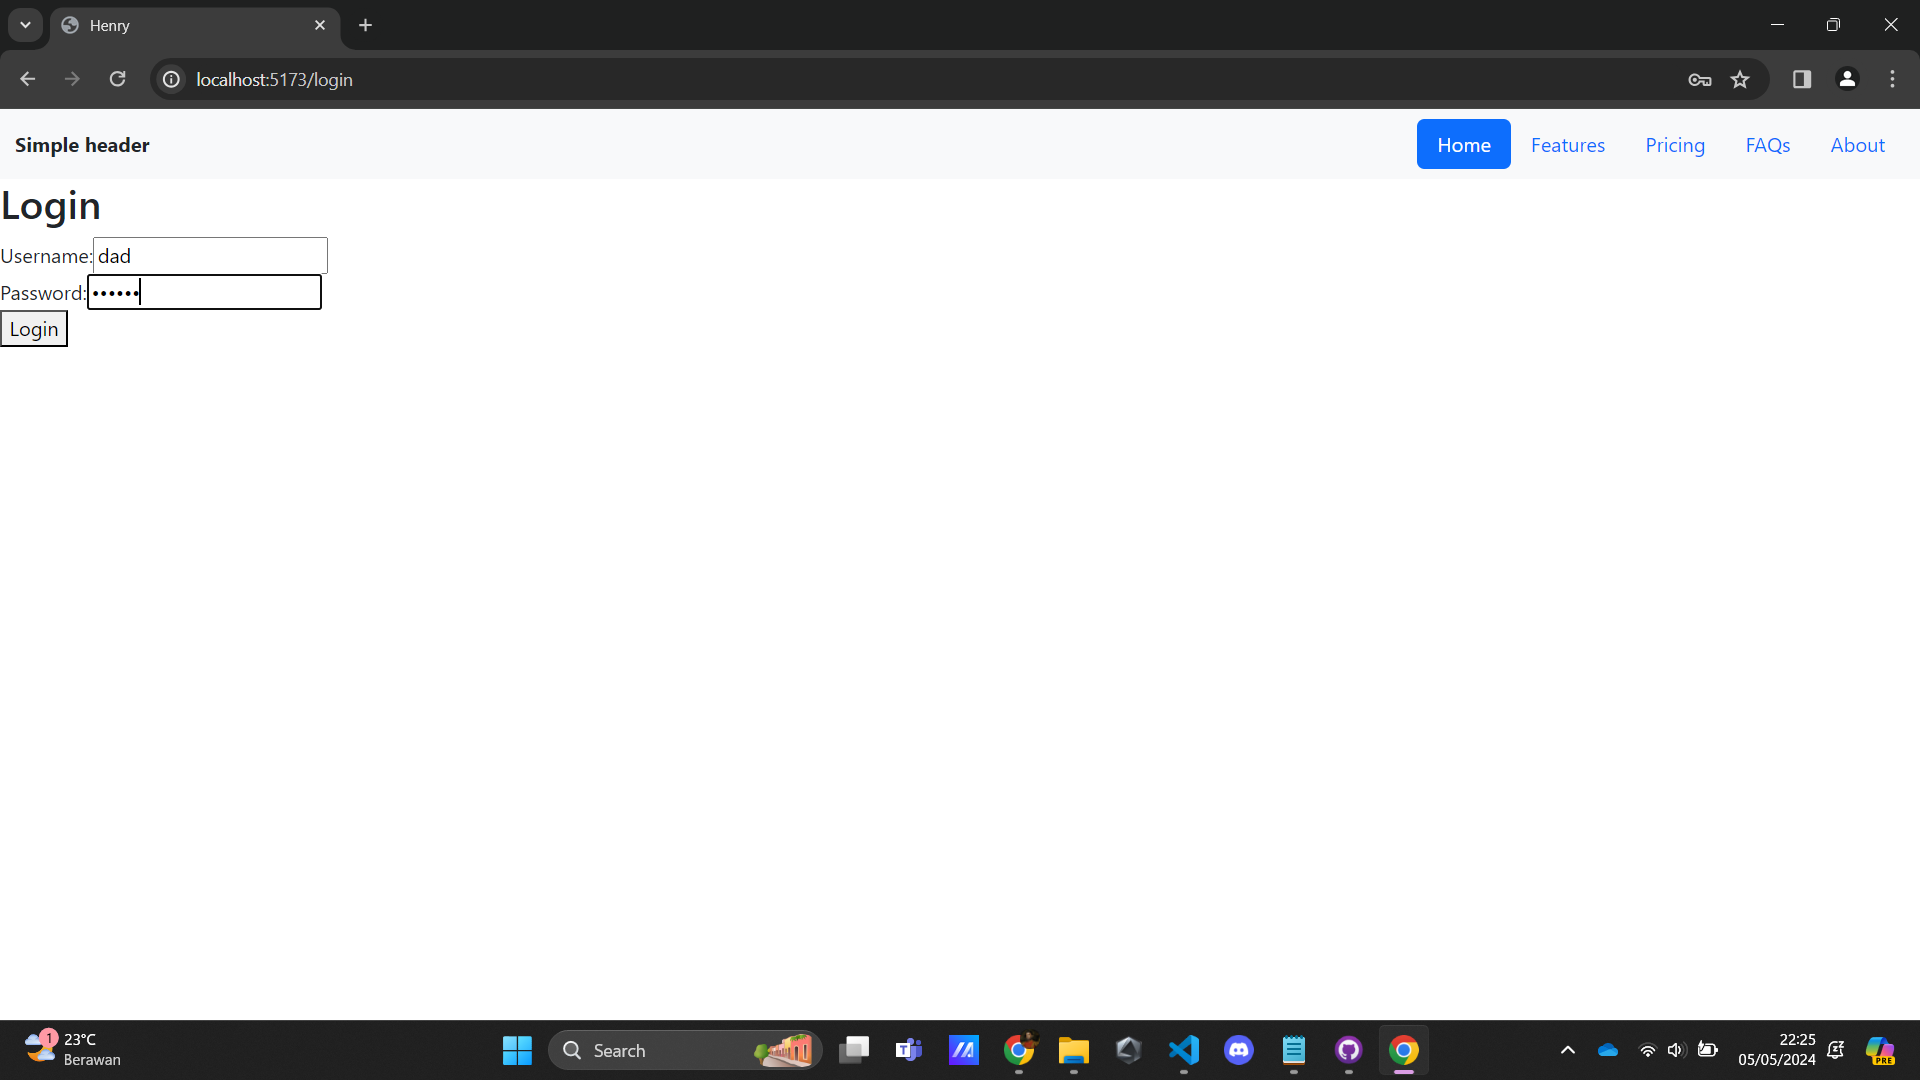 Henry
localhost:5173/login
Simple header
Home Features Pricing FAQs About
Login
Username: dad
Password: ••••••
Login
1 23°C
Berawan
Search
22:25
05/05/2024
PRE